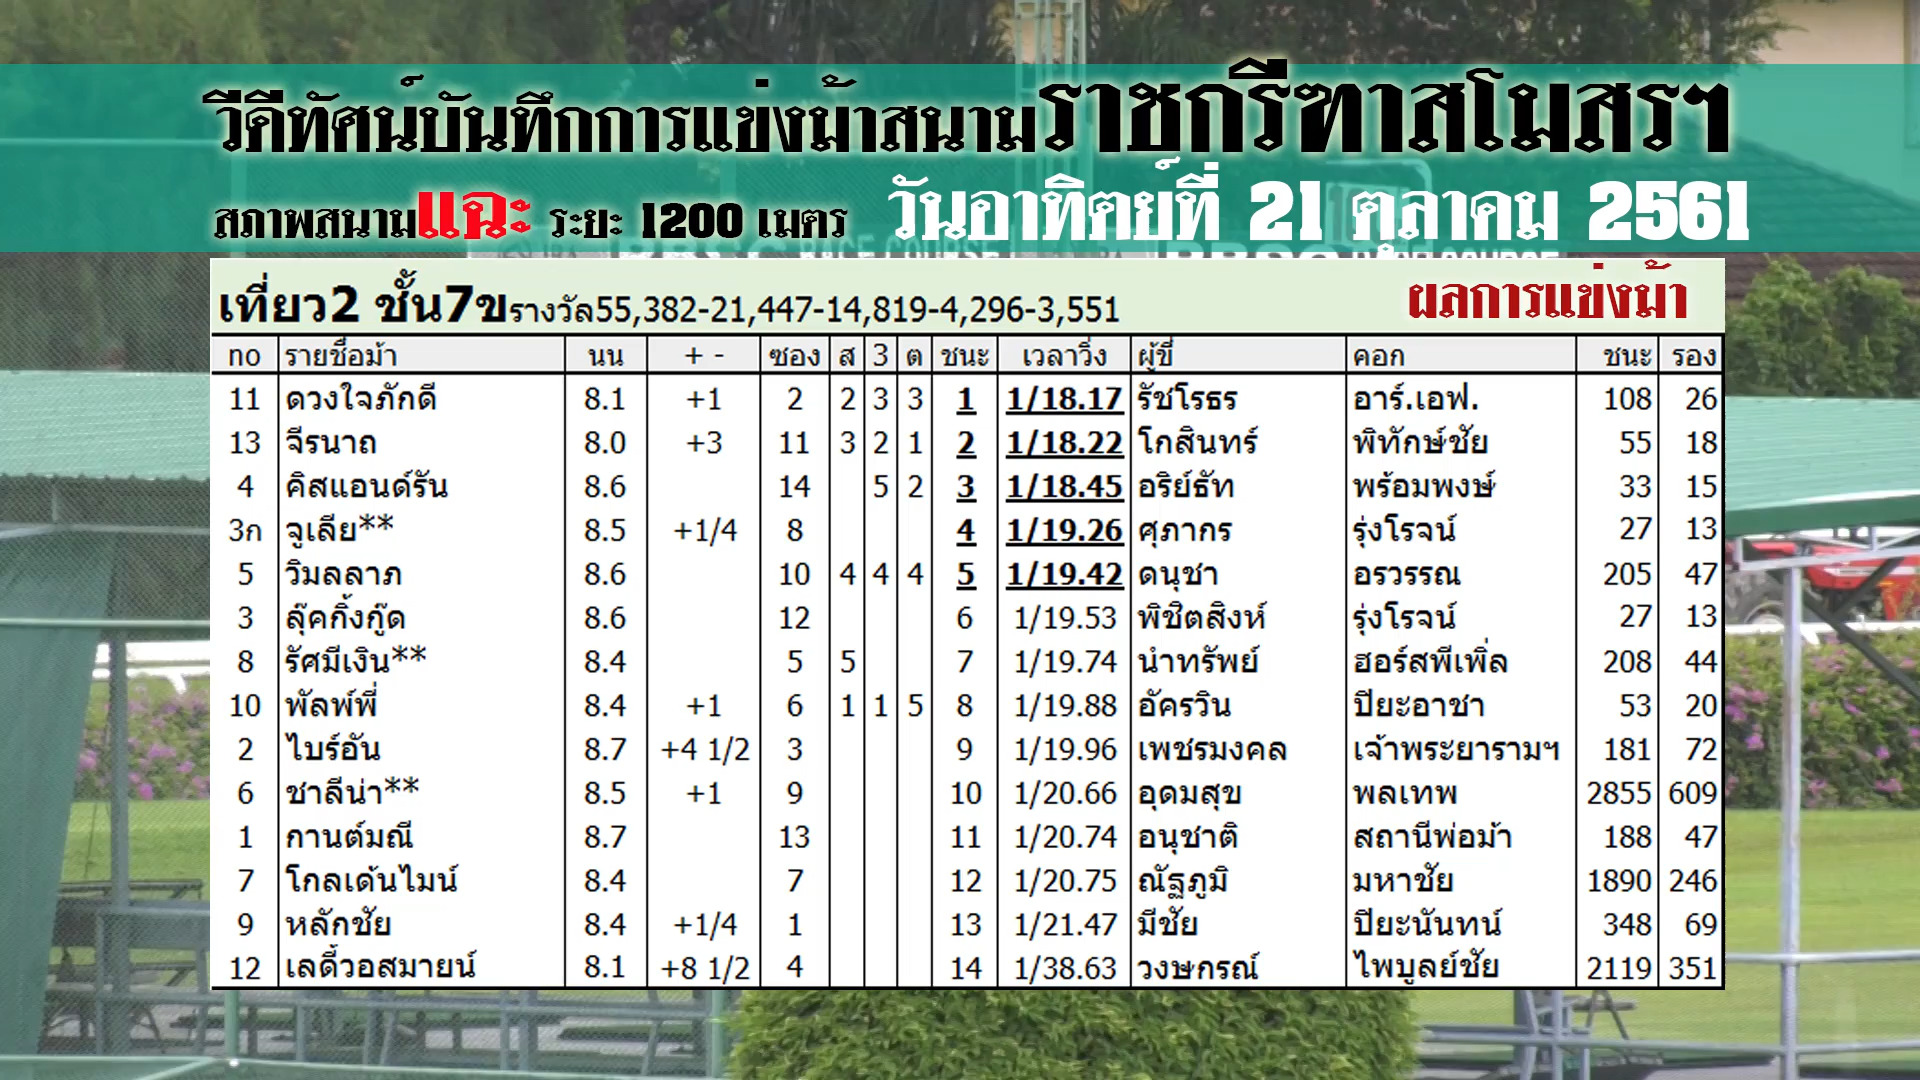 วีดีทัศน์บันทึกการแข่งม้าสนามราชกรีฑาสโมสรฯ
สภาพสนามแฉะ ระยะ 1200 เมตร วันอาทิตย์ที่ 21 ตุลาคม 2561
เที่ยว2 ชั้น7ขรางวัล55,382-21,447-14,819-4,296-3,551 ผลการแข่งม้า
no รายชื่อม้า นน + - ซอง ส 3 ต ชนะ เวลาวิ่ง ผู้ขี่ คอก ชนะ รอง
11 ดวงใจภักดี 8.1 +1 2 2 3 3 1 1/18.17 รัชโรธร อาร์.เอฟ. 108 26
13 จีรนาถ 8.0 +3 11 3 2 1 2 1/18.22 โกสินทร์ พิทักษ์ชัย 55 18
4 คิสแอนด์รัน 8.6 14 5 2 3 1/18.45 อริย์ธัท พร้อมพงษ์ 33 15
3ก จูเลีย** 8.5 +1/4 8 4 1/19.26 ศุภากร รุ่งโรจน์ 27 13
5 วิมลลาภ 8.6 10 4 4 4 5 1/19.42 ดนุชา อรวรรณ 205 47
3 ลุ๊คกิ้งกู๊ด 8.6 12 6 1/19.53 พิชิตสิงห์ รุ่งโรจน์ 27 13
8 รัศมีเงิน** 8.4 5 5 7 1/19.74 นำทรัพย์ ฮอร์สพีเพิ่ล 208 44
10 พัลพ์พี่ 8.4 +1 6 1 1 5 8 1/19.88 อัครวิน ปิยะอาชา 53 20
2 ไบร์อัน 8.7 +4 1/2 3 9 1/19.96 เพชรมงคล เจ้าพระยารามฯ 181 72
6 ชาลีน่า** 8.5 +1 9 10 1/20.66 อุดมสุข พลเทพ 2855 609
1 กานต์มณี 8.7 13 11 1/20.74 อนุชาติ สถานีพ่อม้า 188 47
7 โกลเด้นไมน์ 8.4 7 12 1/20.75 ณัฐภูมิ มหาชัย 1890 246
9 หลักชัย 8.4 +1/4 1 13 1/21.47 มีชัย ปิยะนันทน์ 348 69
12 เลดี้วอสมายน์ 8.1 +8 1/2 4 14 1/38.63 วงษกรณ์ ไพบูลย์ชัย 2119 351